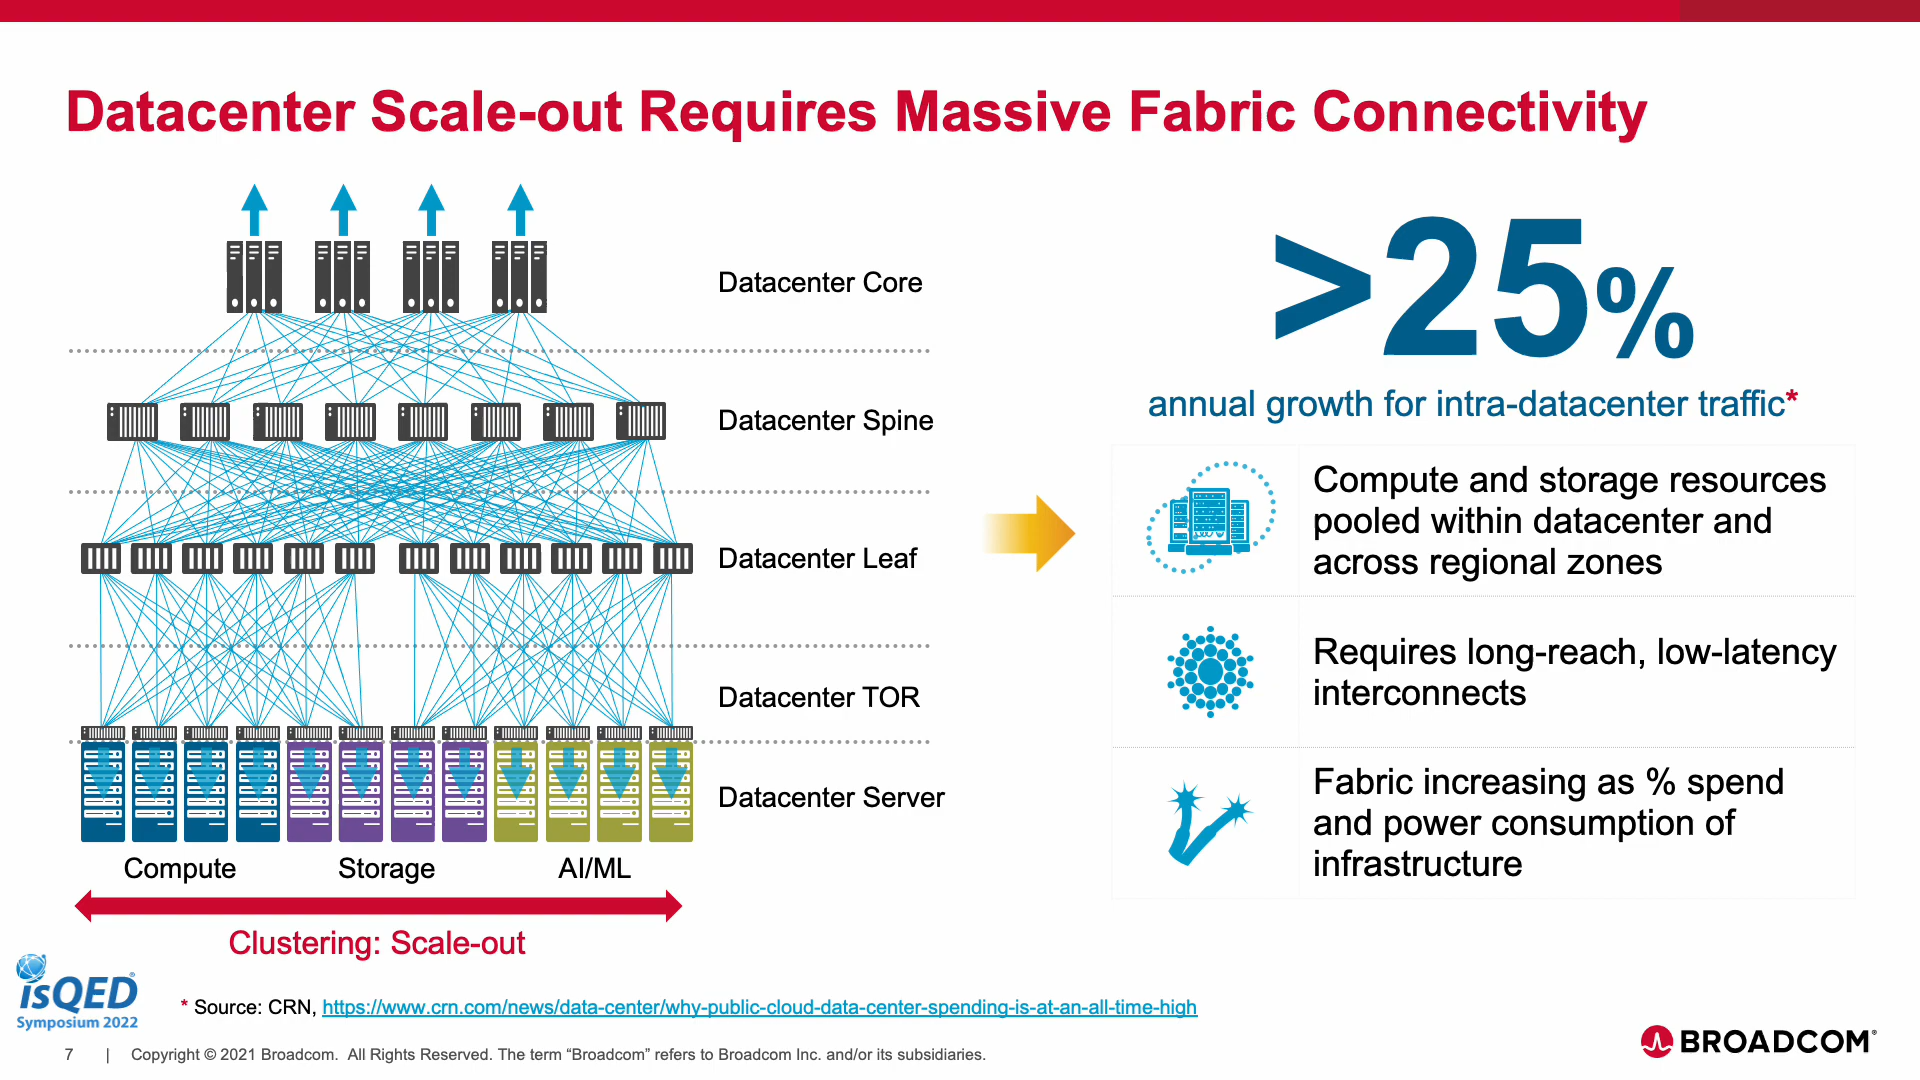 Datacenter Scale-out Requires Massive Fabric Connectivity
Datacenter Core
Datacenter Spine
Datacenter Leaf
Datacenter TOR
Datacenter Server
Compute
Storage
AI/ML
Clustering: Scale-out
>25%
annual growth for intra-datacenter traffic*
Compute and storage resources
pooled within datacenter and
across regional zones
Requires long-reach, low-latency
interconnects
Fabric increasing as % spend
and power consumption of
infrastructure
isQED®
Symposium 2022
* Source: CRN, https://www.crn.com/news/data-center/why-public-cloud-data-center-spending-is-at-an-all-time-high
7 | Copyright © 2021 Broadcom. All Rights Reserved. The term “Broadcom” refers to Broadcom Inc. and/or its subsidiaries.
BROADCOM®